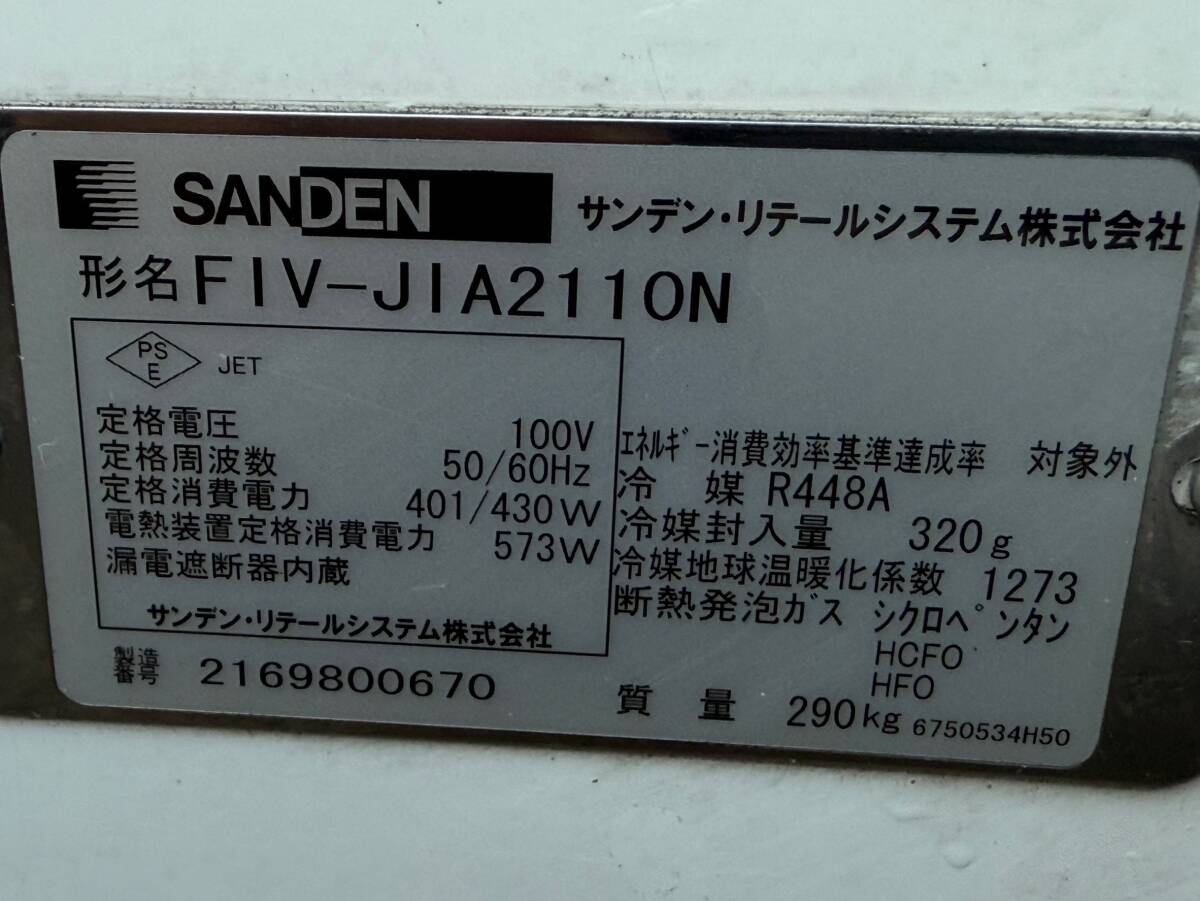 SANDEN サンデン・リテールシステム株式会社
形名 FIV-JIA2110N
PSE JET
定格電圧 100V
定格周波数 50/60Hz
定格消費電力 401/430W
電熱装置定格消費電力 573W
漏電遮断器内蔵
サンデン・リテールシステム株式会社
製造番号 2169800670
エネルギー消費効率基準達成率 対象外
冷媒 R448A
冷媒封入量 320g
冷媒地球温暖化係数 1273
断熱発泡ガス シクロペンタン
HCFO
HFO
質量 290kg 6750534H50